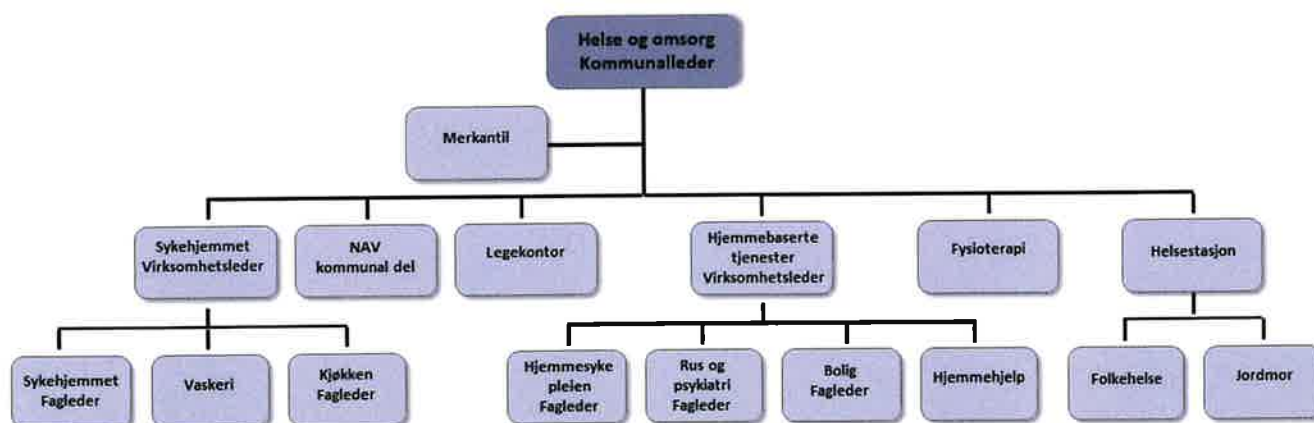 Helse og omsorg
Kommunalleder
Merkantil
Sykehjemmet
Virksomhetsleder
NAV
kommunal del
Legekontor
Hjemmebaserte
tjenester
Virksomhetsleder
Fysioterapi
Helsestasjon
Sykehjemmet
Fagleder
Vaskeri
Kjøkken
Fagleder
Hjemmesyke
pleien
Fagleder
Rus og
psykiatri
Fagleder
Bolig
Fagleder
Hjemmehjelp
Folkehelse
Jordmor